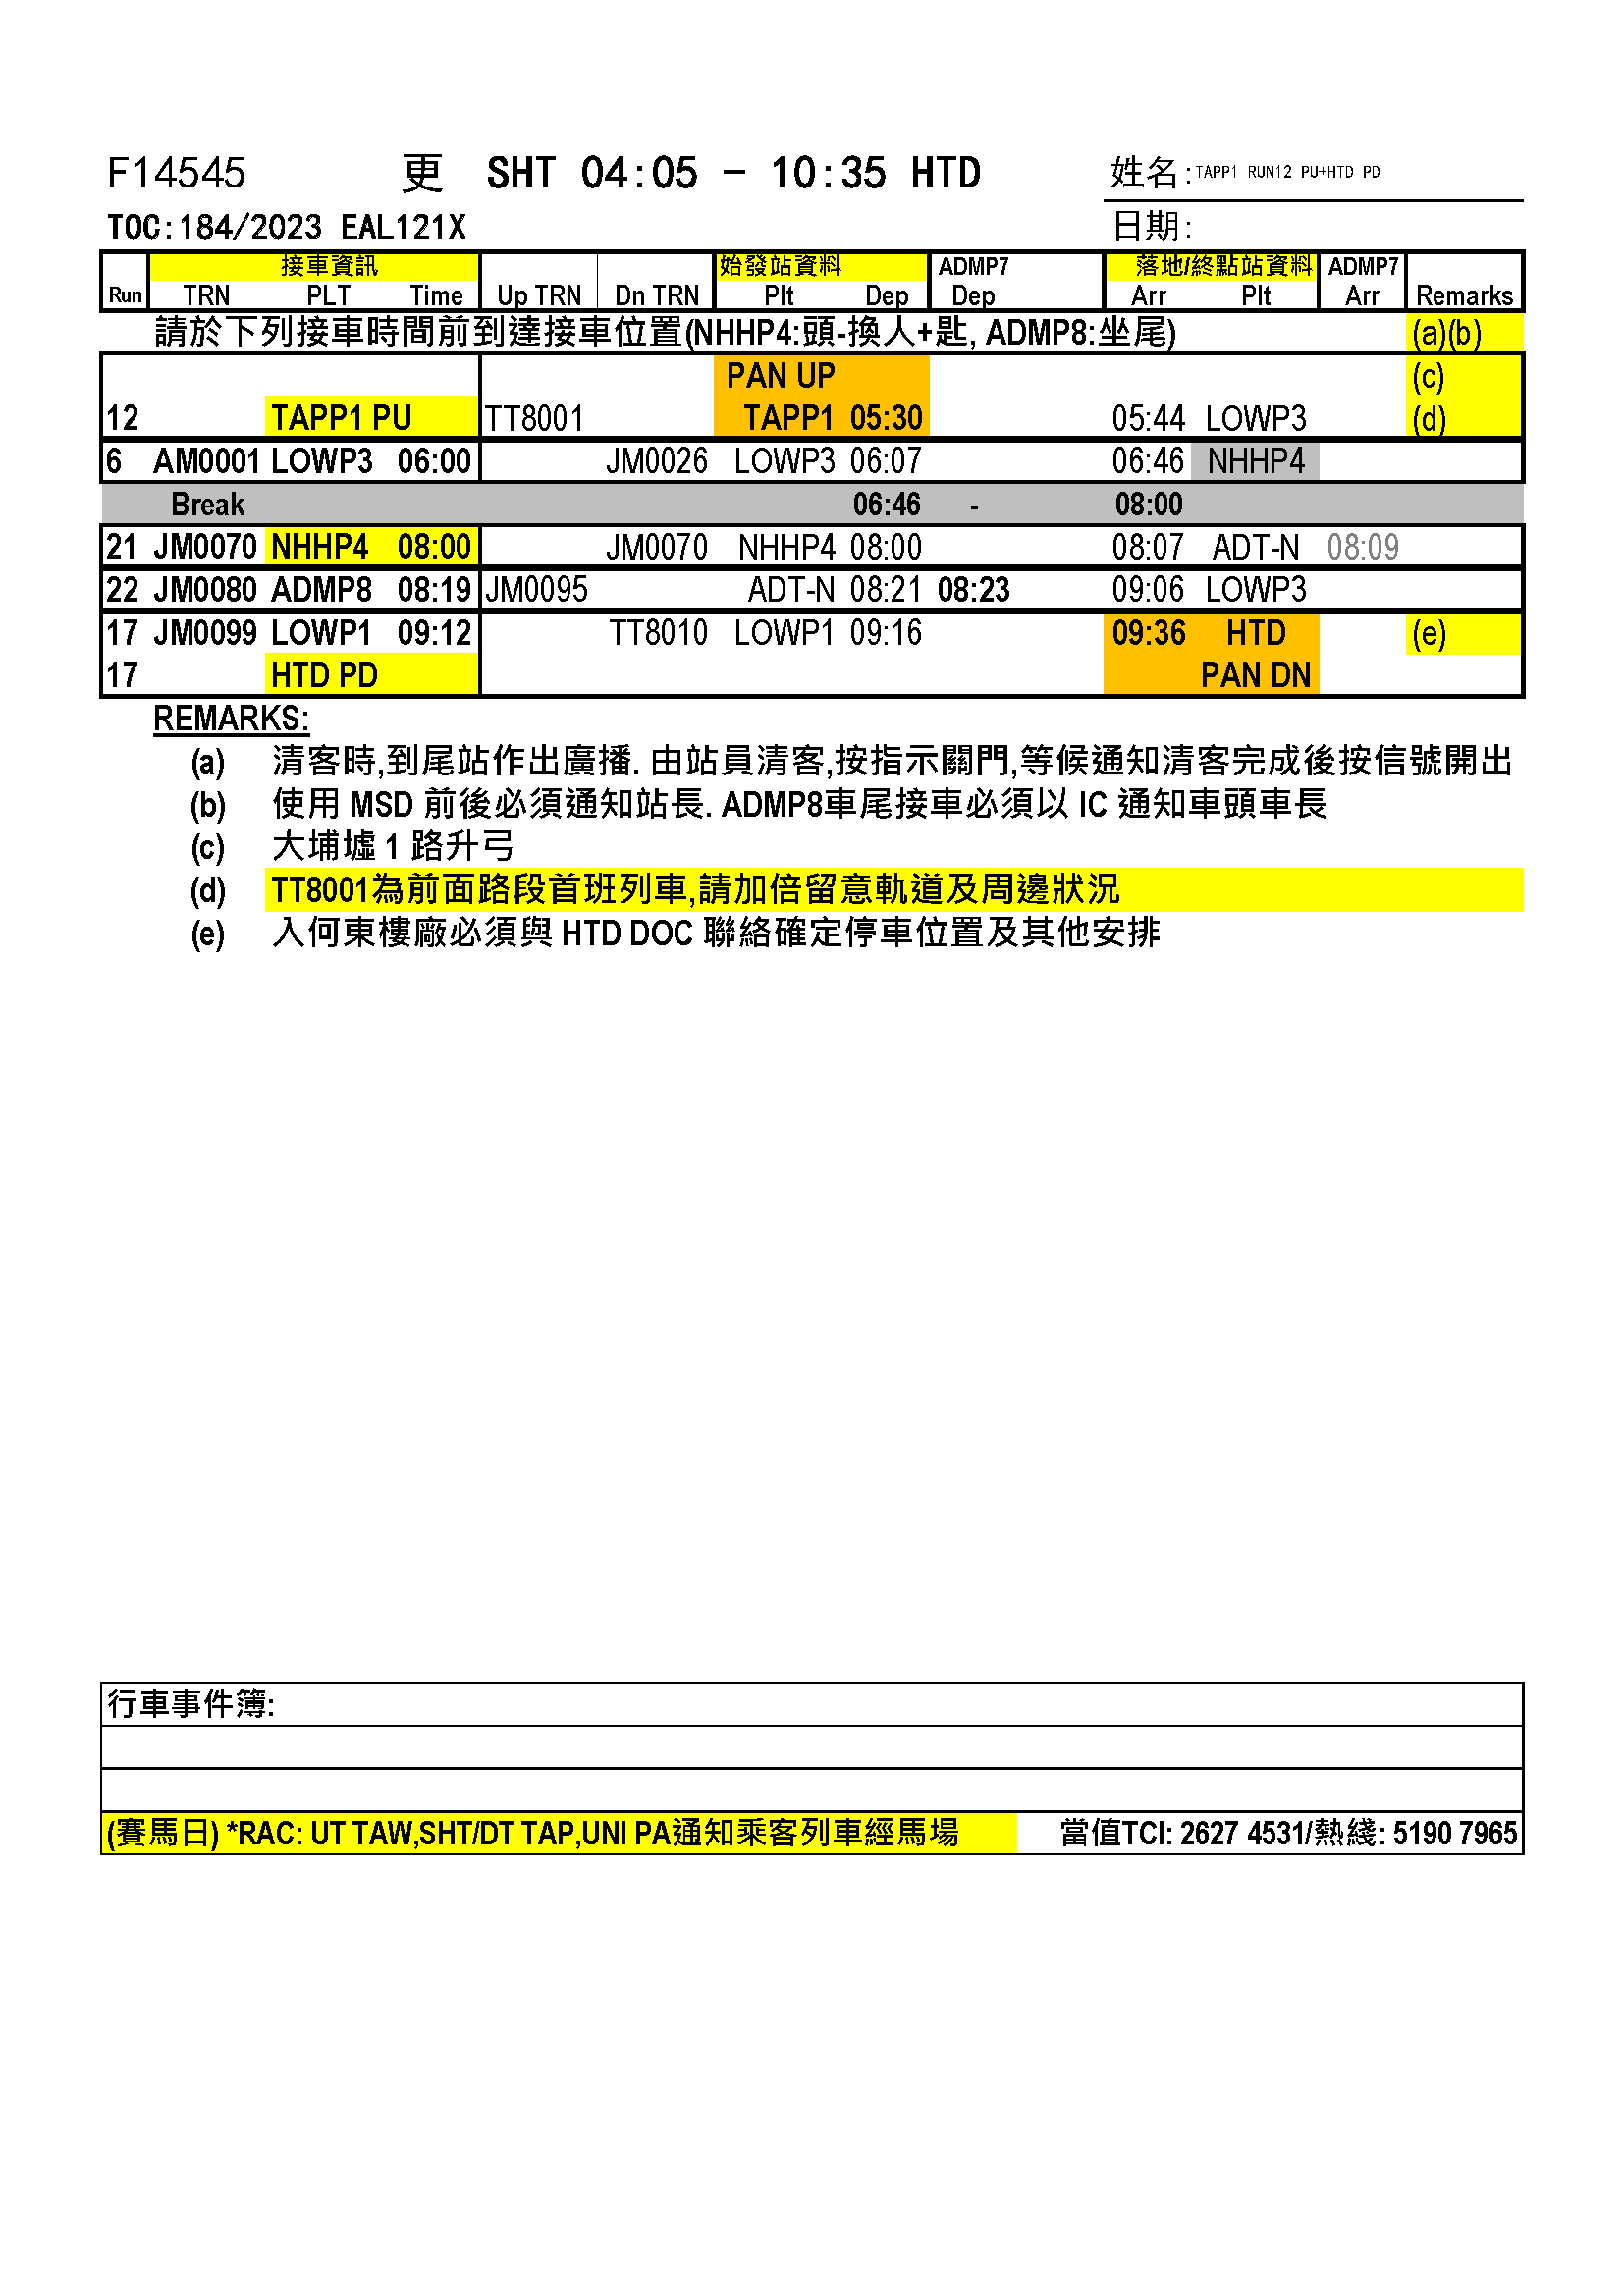 F14545 更 SHT 04:05 - 10:35 HTD 姓名:TAPP1 RUN12 PU+HTD PD
TOC:184/2023 EAL121X 日期:
接車資訊 始發站資料 ADMP7 落地/終點站資料 ADMP7
Run TRN PLT Time Up TRN Dn TRN Plt Dep Dep Arr Plt Arr Remarks
請於下列接車時間前到達接車位置(NHHP4:頭-換人+匙, ADMP8:坐尾) (a)(b)
PAN UP (c)
12 TAPP1 PU TT8001 TAPP1 05:30 05:44 LOWP3 (d)
6 AM0001 LOWP3 06:00 JM0026 LOWP3 06:07 06:46 NHHP4
Break 06:46 - 08:00
21 JM0070 NHHP4 08:00 JM0070 NHHP4 08:00 08:07 ADT-N 08:09
22 JM0080 ADMP8 08:19 JM0095 ADT-N 08:21 08:23 09:06 LOWP3
17 JM0099 LOWP1 09:12 TT8010 LOWP1 09:16 09:36 HTD (e)
17 HTD PD PAN DN
REMARKS:
(a) 清客時,到尾站作出廣播. 由站員清客,按指示關門,等候通知清客完成後按信號開出
(b) 使用 MSD 前後必須通知站長. ADMP8車尾接車必須以 IC 通知車頭車長
(c) 大埔墟 1 路升弓
(d) TT8001為前面路段首班列車,請加倍留意軌道及周邊狀況
(e) 入何東樓廠必須與 HTD DOC 聯絡確定停車位置及其他安排
行車事件簿:
(賽馬日) *RAC: UT TAW,SHT/DT TAP,UNI PA通知乘客列車經馬場 當值TCI: 2627 4531/熱綫: 5190 7965